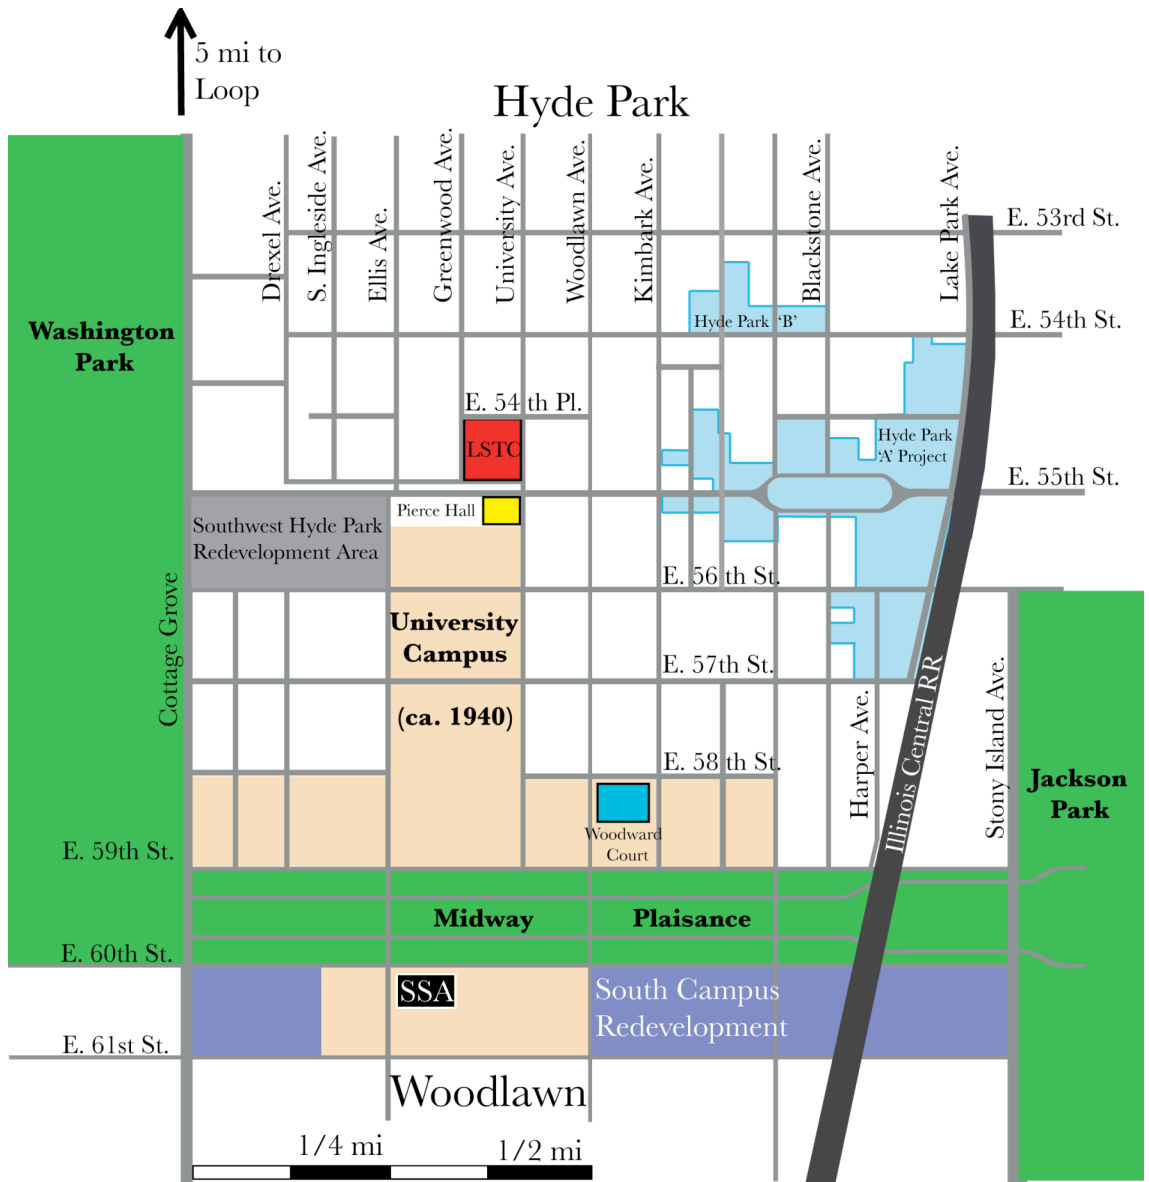 5 mi to
Loop
Hyde Park
Drexel Ave.
S. Ingleside Ave.
Ellis Ave.
Greenwood Ave.
University Ave.
Woodlawn Ave.
Kimbark Ave.
Blackstone Ave.
Lake Park Ave.
E. 53rd St.
Washington
Park
Hyde Park 'B'
E. 54th St.
E. 54 th Pl.
LSTC
Hyde Park
'A' Project
E. 55th St.
Pierce Hall
Southwest Hyde Park
Redevelopment Area
E. 56 th St.
Cottage Grove
University
Campus
(ca. 1940)
E. 57th St.
E. 58 th St.
Harper Ave.
Illinois Central RR
Stony Island Ave.
Jackson
Park
Woodward
Court
E. 59th St.
Midway Plaisance
E. 60th St.
SSA
South Campus
Redevelopment
E. 61st St.
Woodlawn
1/4 mi
1/2 mi